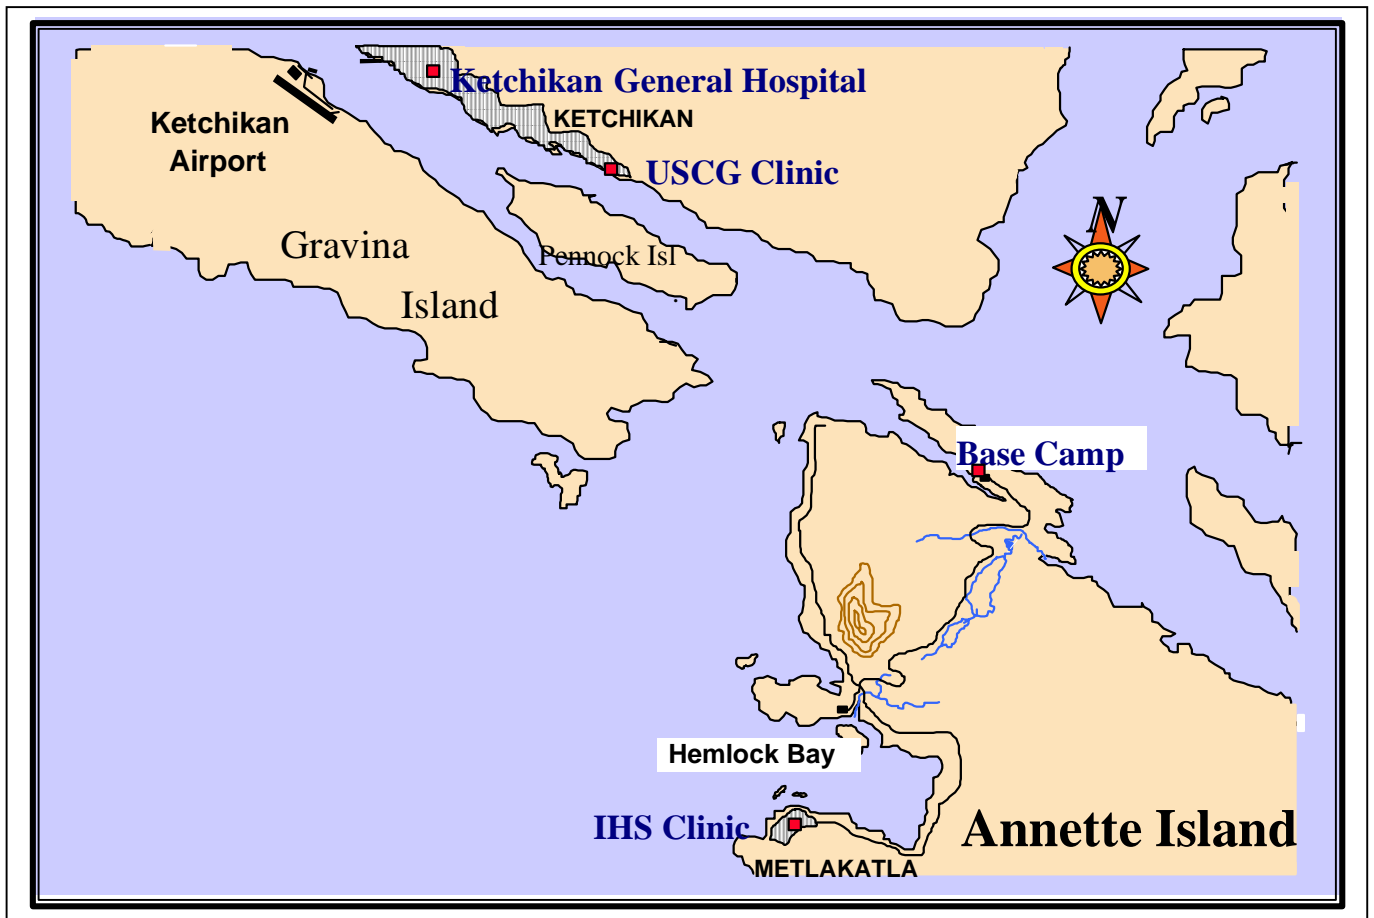 Ketchikan General Hospital
KETCHIKAN
Ketchikan
Airport
USCG Clinic
N
Gravina
Island
Pennock Isl
Base Camp
Hemlock Bay
IHS Clinic
Annette Island
METLAKATLA